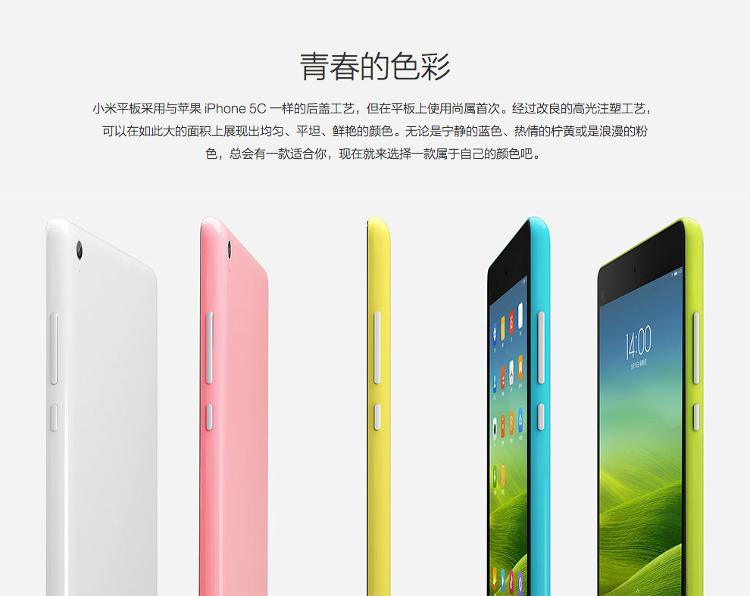 青春的色彩
小米平板采用与苹果 iPhone 5C 一样的后盖工艺，但在平板上使用尚属首次。经过改良的高光注塑工艺，
可以在如此大的面积上展现出均匀、平坦、鲜艳的颜色。无论是宁静的蓝色、热情的柠黄或是浪漫的粉
色，总会有一款适合你，现在就来选择一款属于自己的颜色吧。
14:00